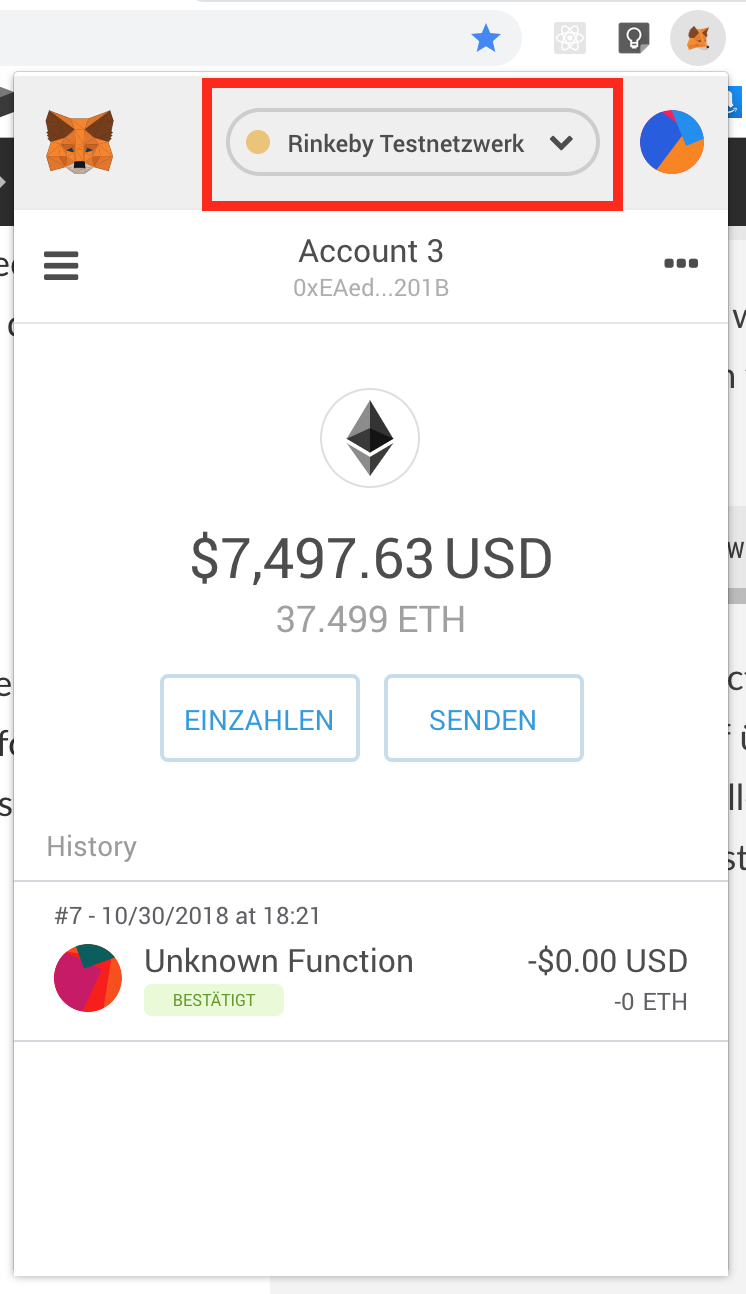 Rinkeby Testnetzwerk
Account 3
0xEAed...201B
$7,497.63 USD
37.499 ETH
EINZAHLEN
SENDEN
History
#7 - 10/30/2018 at 18:21
Unknown Function
-$0.00 USD
BESTÄTIGT
-0 ETH